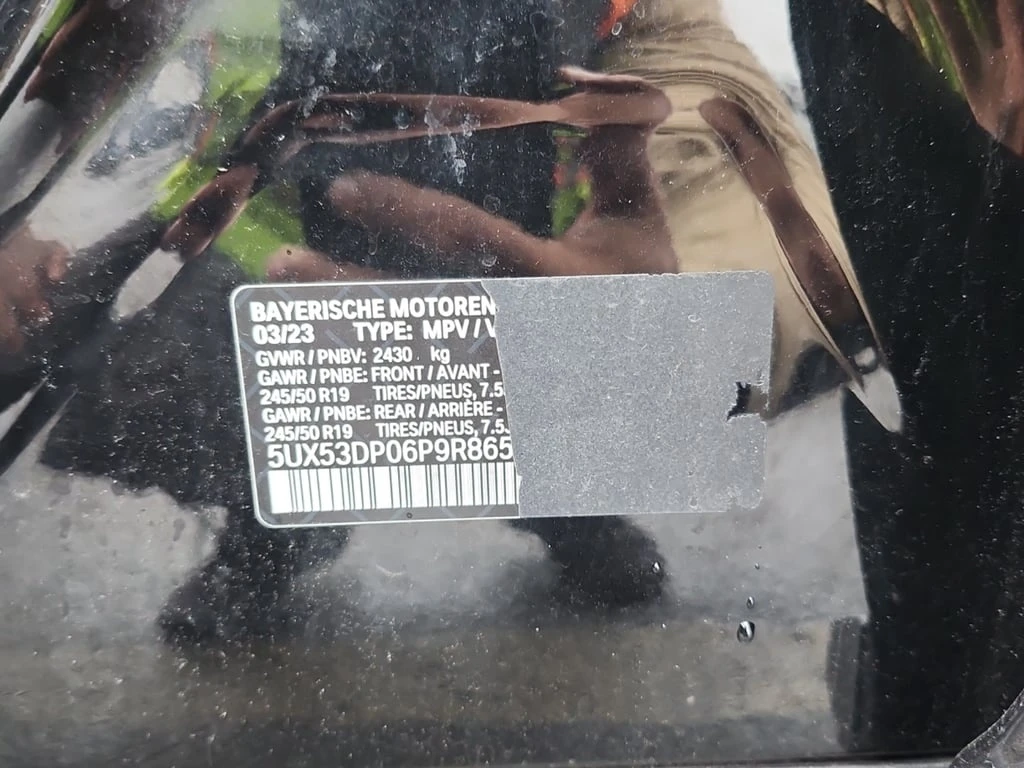 BAYERISCHE MOTOREN
03/23 TYPE: MPV /
GVWR / PNBV: 2430 kg
GAWR / PNBE: FRONT / AVANT -
245/50 R19 TIRES/PNEUS, 7.5
GAWR / PNBE: REAR / ARRIÈRE -
245/50 R19 TIRES/PNEUS, 7.5
5UX53DP06P9R865